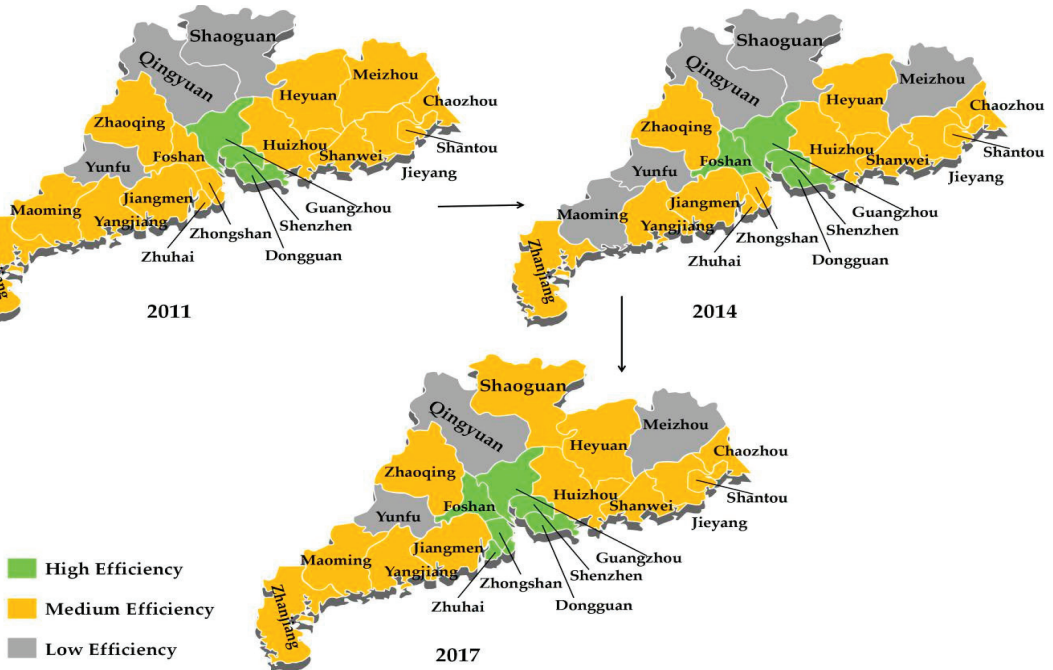 Shaoguan
Qingyuan
Meizhou
Heyuan
Chaozhou
Zhaoqing
Shantou
Huizhou
Yunfu
Foshan
Shanwei
Jieyang
Maoming
Jiangmen
Guangzhou
Yangjiang
Shenzhen
Zhongshan
Zhuhai
Dongguan
2011
Shaoguan
Qingyuan
Meizhou
Heyuan
Chaozhou
Zhaoqing
Shantou
Huizhou
Foshan
Shanwei
Yunfu
Jieyang
Maoming
Jiangmen
Guangzhou
Yangjiang
Shenzhen
Zhongshan
Zhuhai
Dongguan
Zhanjiang
2014
Shaoguan
Qingyuan
Meizhou
Heyuan
Chaozhou
Zhaoqing
Huizhou
Shantou
Foshan
Shanwei
Yunfu
Jieyang
Jiangmen
Maoming
Guangzhou
Yangjiang
Shenzhen
Zhongshan
Zhuhai
Dongguan
Zhanjiang
2017
High Efficiency
Medium Efficiency
Low Efficiency